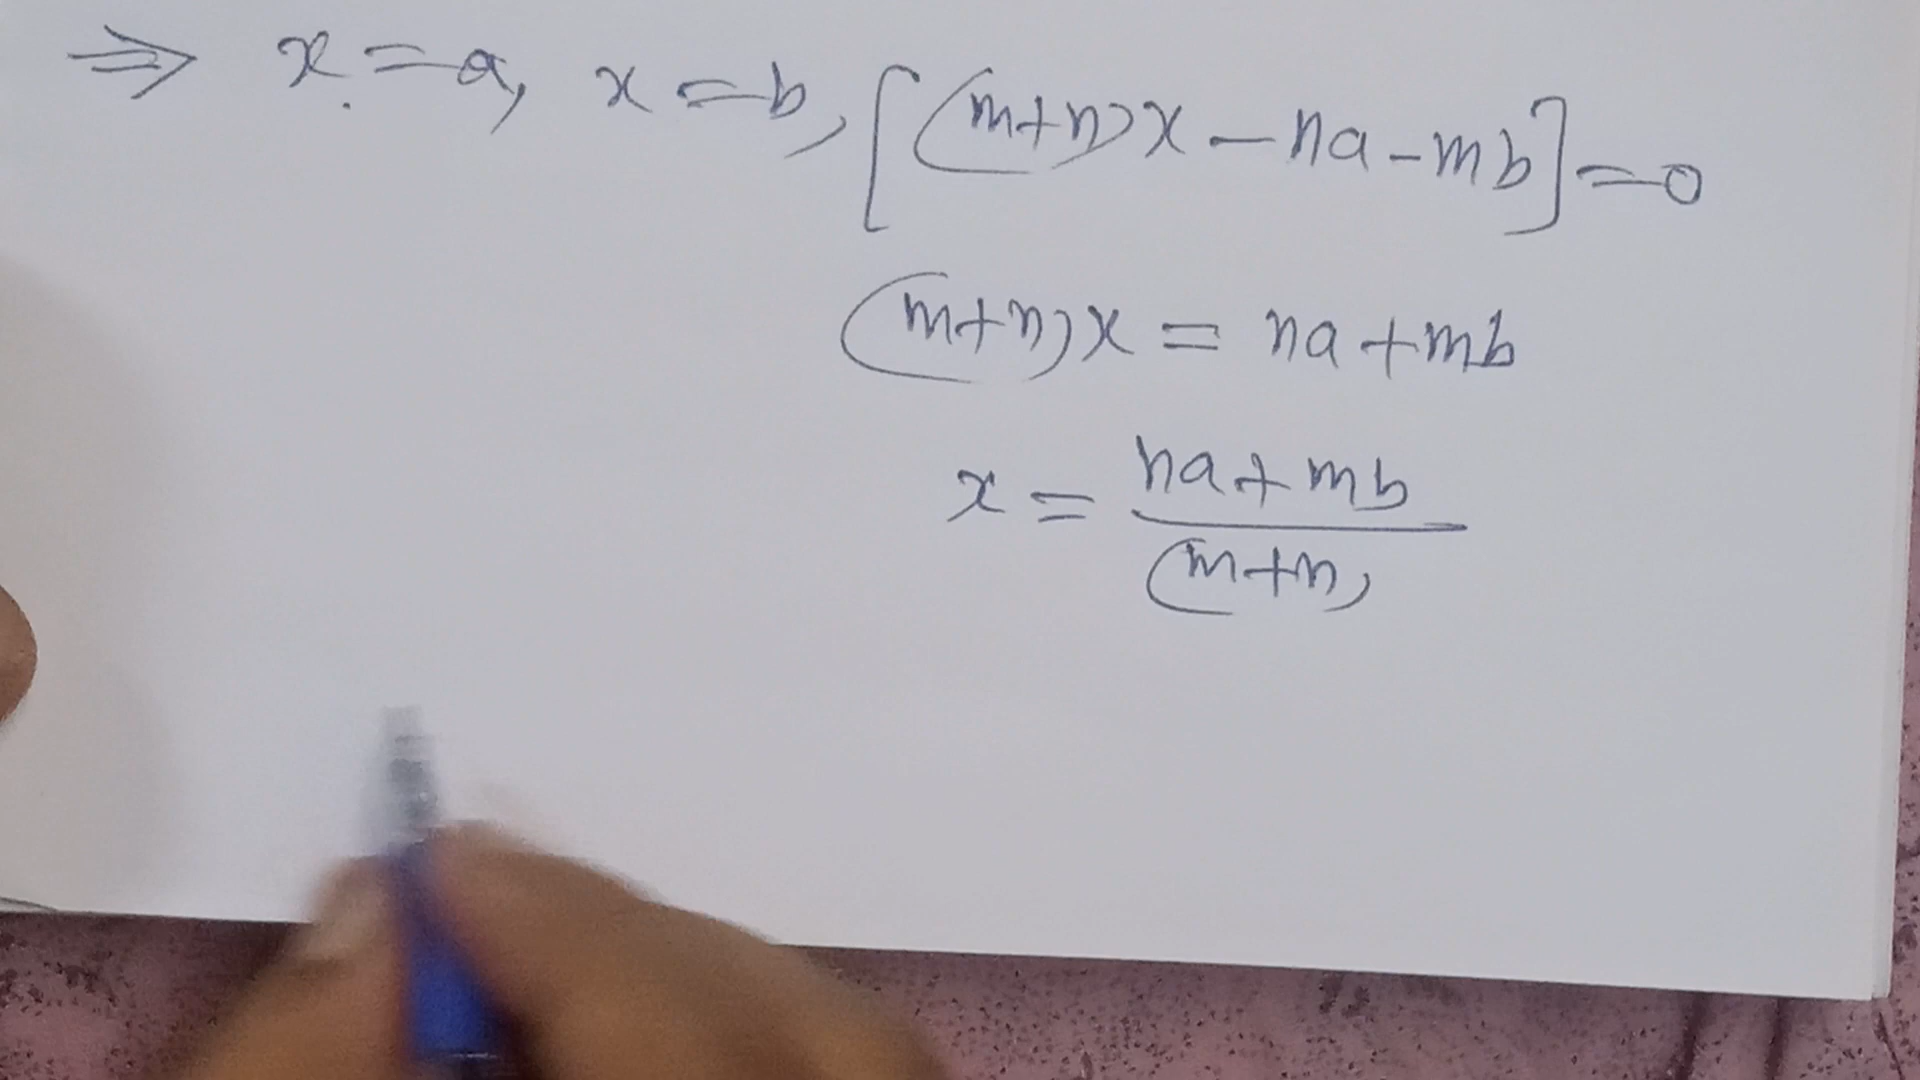 ⇒ x = a, x = b, [(m+n)x - na - mb] = 0
(m+n)x = na + mb
x = na + mb / (m+n)